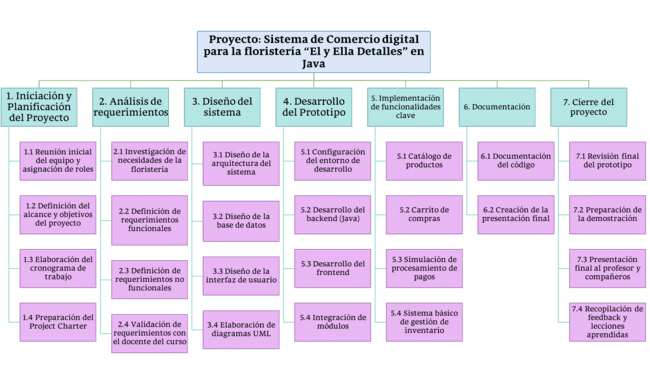 Proyecto: Sistema de Comercio digital
para la floristería “El y Ella Detalles” en
Java
1. Iniciación y
Planificación
del Proyecto
1.1 Reunión inicial
del equipo y
asignación de roles
1.2 Definición del
alcance y objetivos
del proyecto
1.3 Elaboración del
cronograma de
trabajo
1.4 Preparación del
Project Charter
2. Análisis de
requerimientos
2.1 Investigación de
necesidades de la
floristería
2.2 Definición de
requerimientos
funcionales
2.3 Definición de
requerimientos no
funcionales
2.4 Validación de
requerimientos con
el docente del curso
3. Diseño del
sistema
3.1 Diseño de la
arquitectura del
sistema
3.2 Diseño de la
base de datos
3.3 Diseño de la
interfaz de usuario
3.4 Elaboración de
diagramas UML
4. Desarrollo
del Prototipo
5.1 Configuración
del entorno de
desarrollo
5.2 Desarrollo del
backend (Java)
5.3 Desarrollo del
frontend
5.4 Integración de
módulos
5. Implementación
de funcionalidades
clave
5.1 Catálogo de
productos
5.2 Carrito de
compras
5.3 Simulación de
procesamiento de
pagos
5.4 Sistema básico
de gestión de
inventario
6. Documentación
6.1 Documentación
del código
6.2 Creación de la
presentación final
7. Cierre del
proyecto
7.1 Revisión final
del prototipo
7.2 Preparación de
la demostración
7.3 Presentación
final al profesor y
compañeros
7.4 Recopilación de
feedback y
lecciones
aprendidas